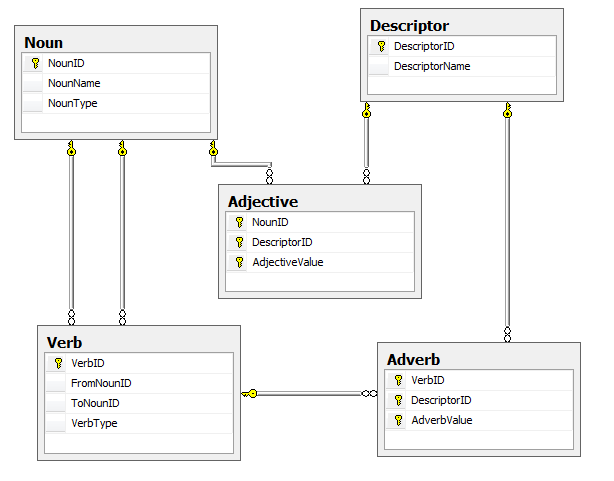 Noun
NounID
NounName
NounType
Descriptor
DescriptorID
DescriptorName
Adjective
NounID
DescriptorID
AdjectiveValue
Verb
VerbID
FromNounID
ToNounID
VerbType
Adverb
VerbID
DescriptorID
AdverbValue